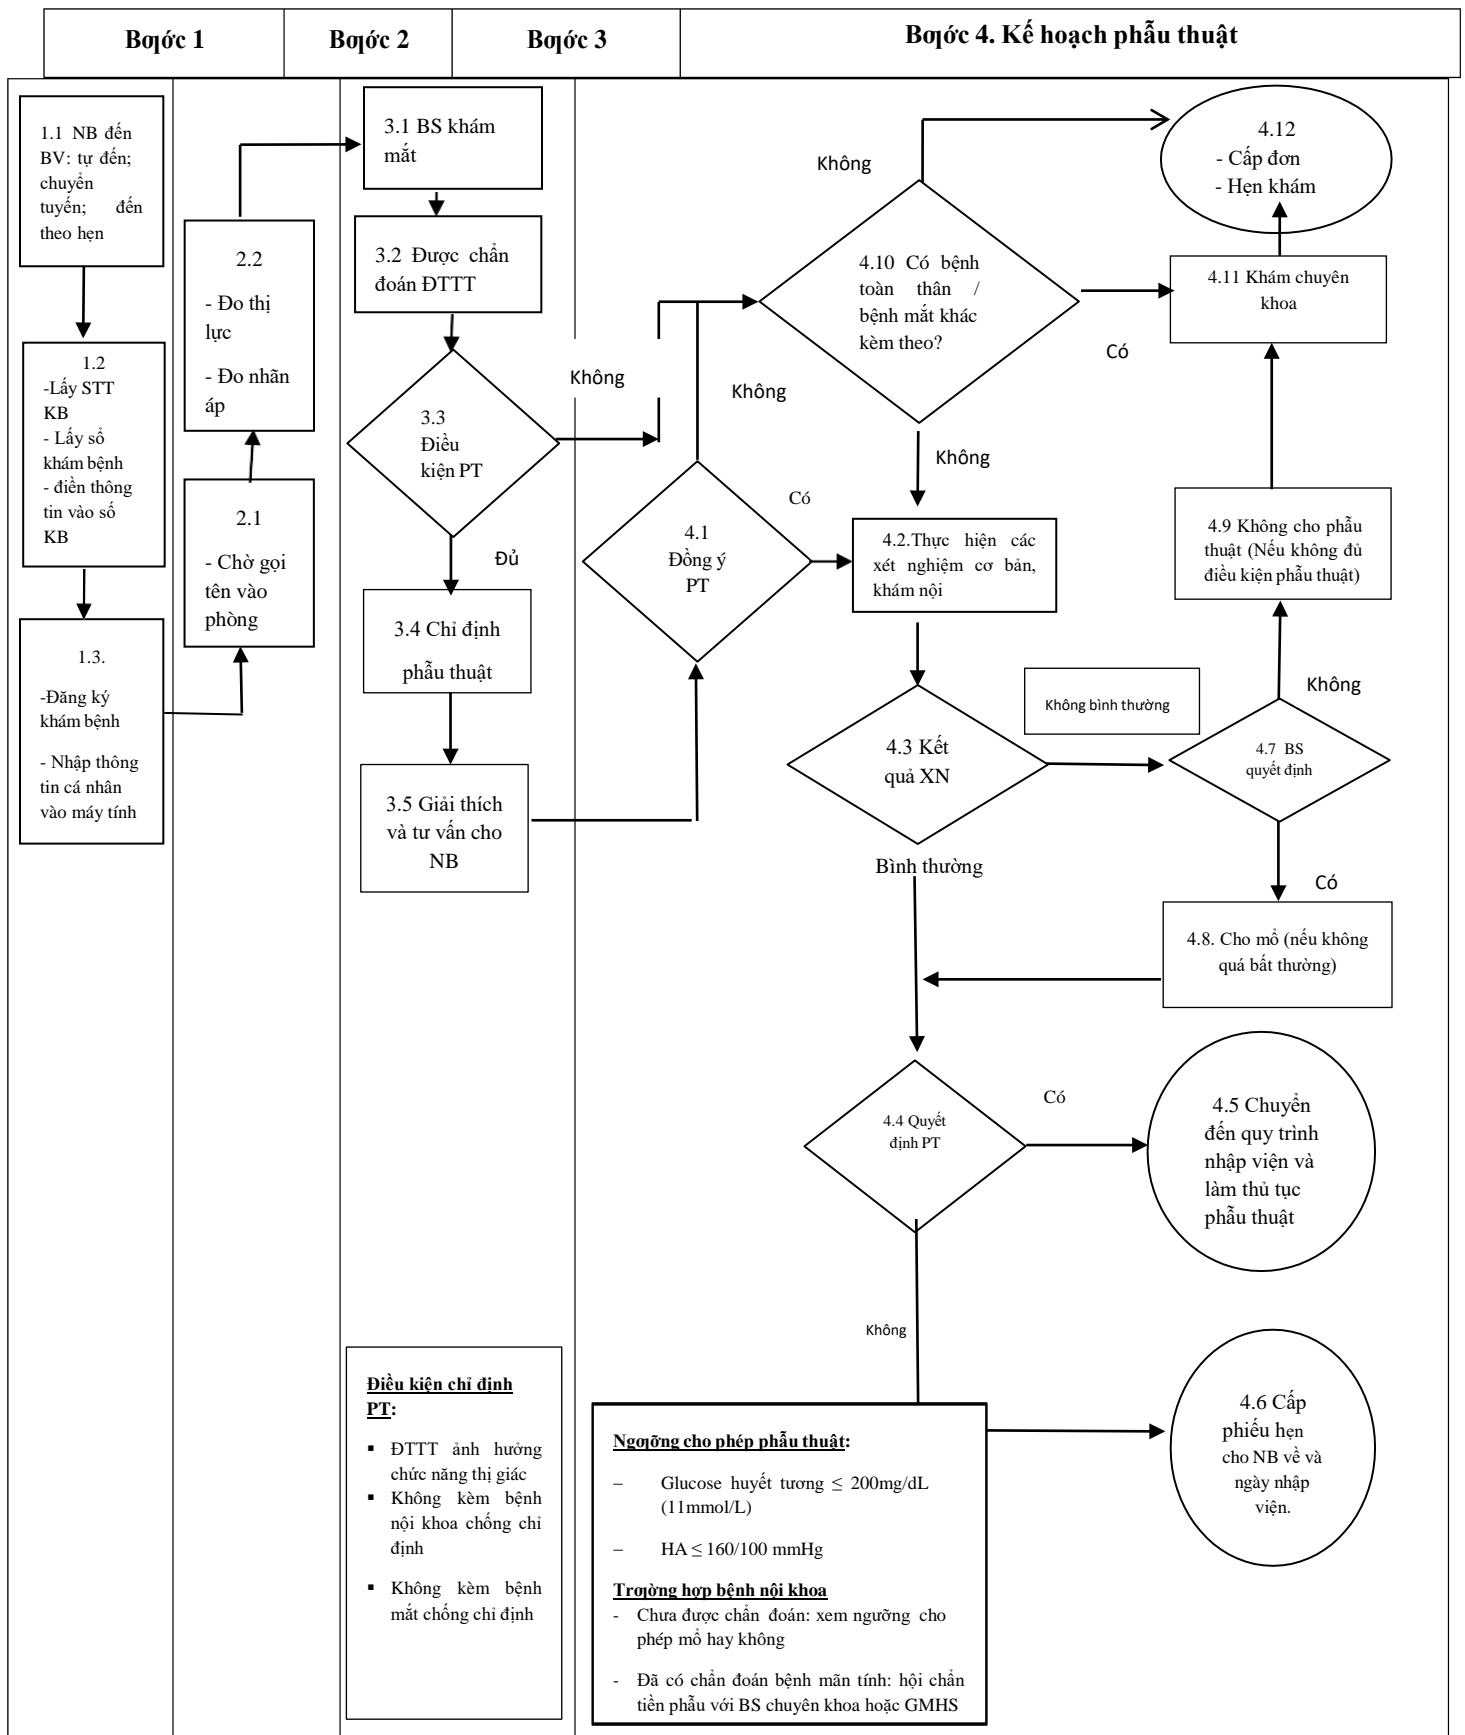 Bƣớc 1
Bƣớc 2
Bƣớc 3
Bƣớc 4. Kế hoạch phẫu thuật
1.1 NB đến
BV: tự đến;
chuyển
tuyến; đến
theo hẹn
1.2
-Lấy STT
KB
- Lấy sổ
khám bệnh
- điền thông
tin vào số
KB
1.3.
-Đăng ký
khám bệnh
- Nhập thông
tin cá nhân
vào máy tính
2.2
- Đo thị
lực
- Đo nhãn
áp
2.1
- Chờ gọi
tên vào
phòng
3.1 BS khám
mắt
3.2 Được chẩn
đoán ĐTTT
3.3
Điều
kiện PT
Không
Đủ
3.4 Chỉ định
phẫu thuật
3.5 Giải thích
và tư vấn cho
NB
Điều kiện chỉ định
PT:
▪ ĐTTT ảnh hưởng
chức năng thị giác
▪ Không kèm bệnh
nội khoa chống chỉ
định
▪ Không kèm bệnh
mắt chống chỉ định
4.1
Đồng ý
PT
Không
Có
Không
4.10 Có bệnh
toàn thân /
bệnh mắt khác
kèm theo?
Có
Không
4.12
- Cấp đơn
- Hẹn khám
4.11 Khám chuyên
khoa
4.2.Thực hiện các
xét nghiệm cơ bản,
khám nội
4.9 Không cho phẫu
thuật (Nếu không đủ
điều kiện phẫu thuật)
4.3 Kết
quả XN
Không bình thường
Không
4.7 BS
quyết định
Có
Bình thường
4.8. Cho mổ (nếu không
quá bất thường)
4.4 Quyết
định PT
Có
4.5 Chuyển
đến quy trình
nhập viện và
làm thủ tục
phẫu thuật
Không
4.6 Cấp
phiếu hẹn
cho NB về và
ngày nhập
viện.
Ngƣỡng cho phép phẫu thuật:
– Glucose huyết tương ≤ 200mg/dL
(11mmol/L)
– HA ≤ 160/100 mmHg
Trƣờng hợp bệnh nội khoa
- Chưa được chẩn đoán: xem ngưỡng cho
phép mổ hay không
- Đã có chẩn đoán bệnh mãn tính: hội chẩn
tiền phẫu với BS chuyên khoa hoặc GMHS